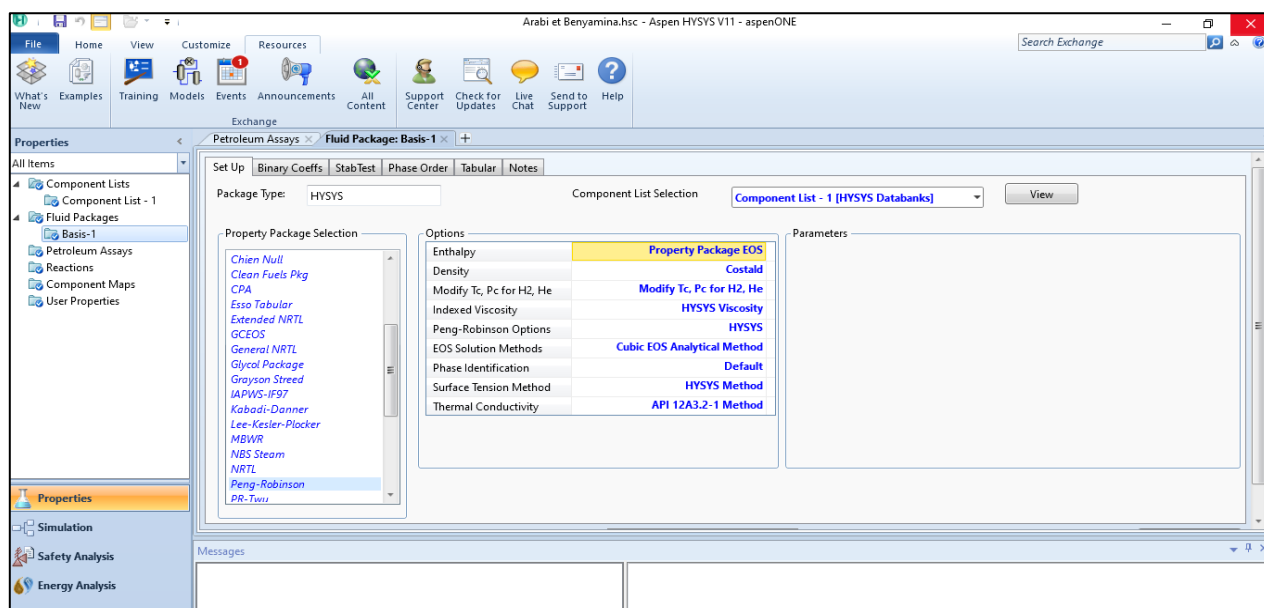 Arabi et Benyamina.hsc - Aspen HYSYS V11 - aspenONE
File Home View Customize Resources
Search Exchange
What's New
Examples
Training
Models
Events
1
Announcements
All Content
Support Center
Check for Updates
Live Chat
Send to Support
Help
Exchange
Properties
All Items
Component Lists
Component List - 1
Fluid Packages
Basis-1
Petroleum Assays
Reactions
Component Maps
User Properties
Properties
Simulation
Safety Analysis
Energy Analysis
Petroleum Assays Fluid Package: Basis-1 +
Set Up Binary Coeffs StabTest Phase Order Tabular Notes
Package Type: HYSYS Component List Selection Component List - 1 [HYSYS Databanks] View
Property Package Selection
Chien Null
Clean Fuels Pkg
CPA
Esso Tabular
Extended NRTL
GCEOS
General NRTL
Glycol Package
Grayson Streed
IAPWS-IF97
Kabadi-Danner
Lee-Kesler-Plocker
MBWR
NBS Steam
NRTL
Peng-Robinson
PR-Twu
Options
Enthalpy Property Package EOS
Density Costald
Modify Tc, Pc for H2, He Modify Tc, Pc for H2, He
Indexed Viscosity HYSYS Viscosity
Peng-Robinson Options HYSYS
EOS Solution Methods Cubic EOS Analytical Method
Phase Identification Default
Surface Tension Method HYSYS Method
Thermal Conductivity API 12A3.2-1 Method
Parameters
Messages